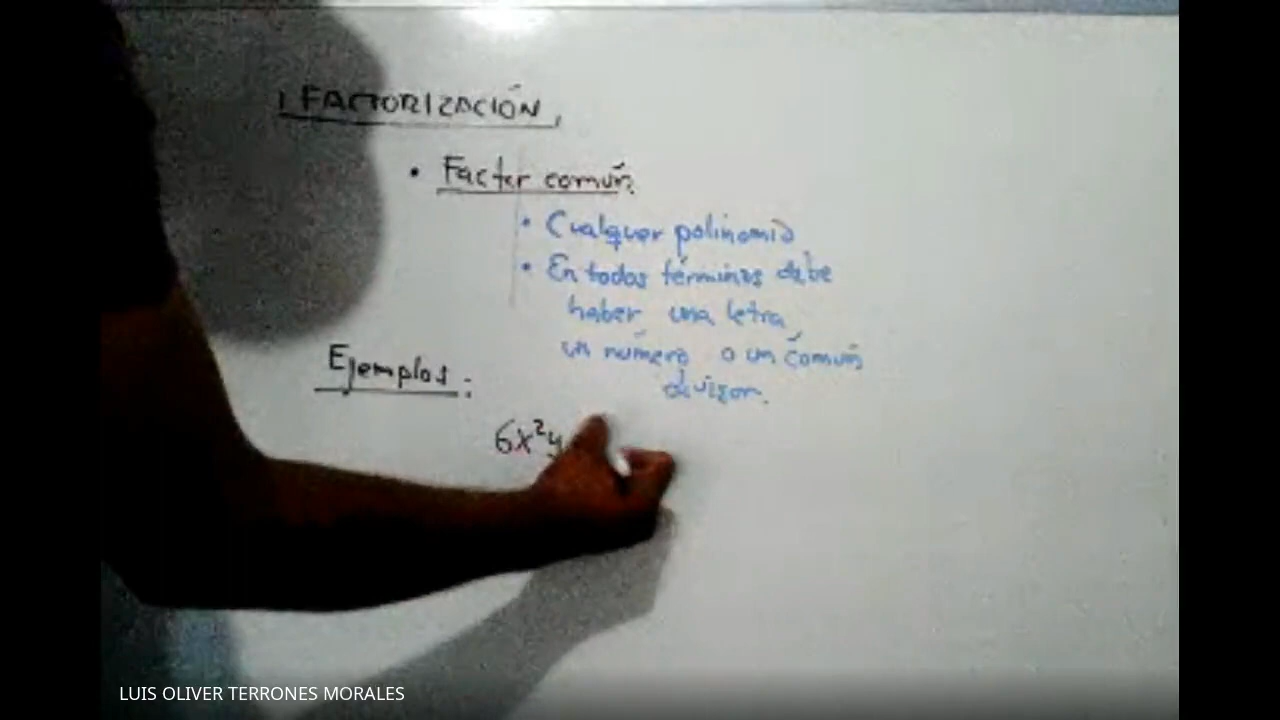 1 FACTORIZACIÓN.
• Factor común.
• Cualquer polinomio
• En todos términos debe
haber una letra,
un número o un común
divisor.
Ejemplos:
6x²y
LUIS OLIVER TERRONES MORALES